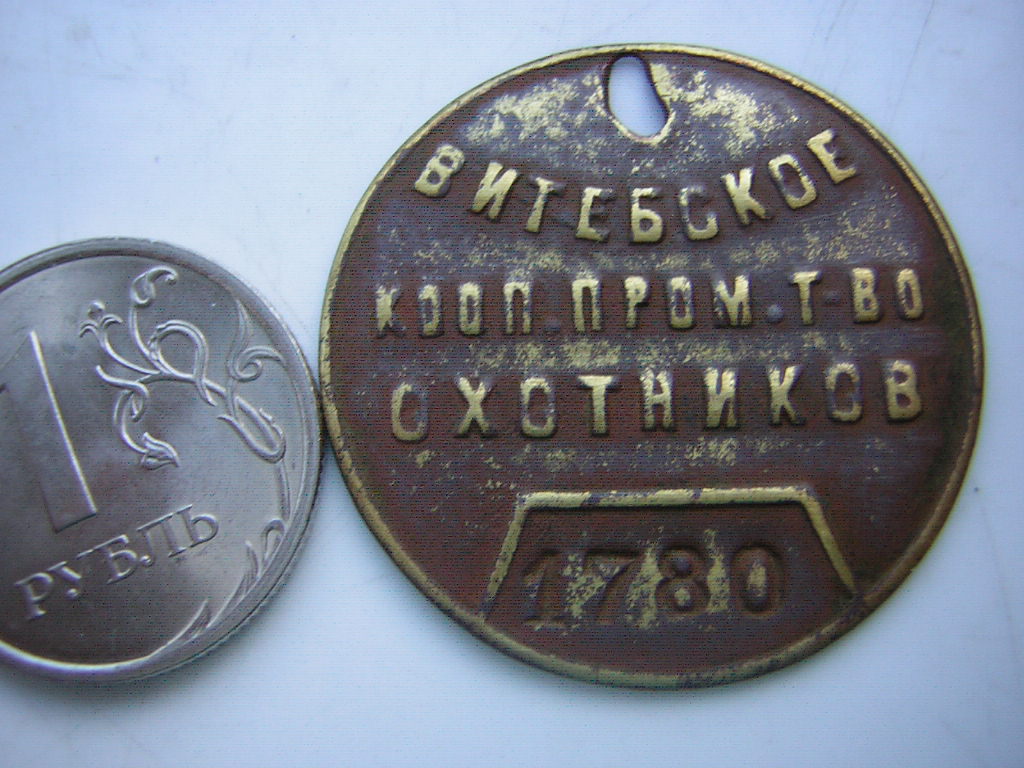 ВИТЕБСКОЕ
КООП.ПРОМ.Т-ВО
ОХОТНИКОВ
1780
1
РУБЛЬ